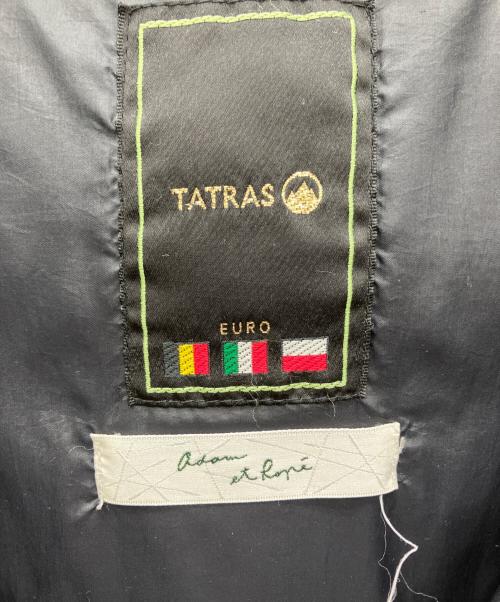 TATRAS
EURO
Adam
et Ropé